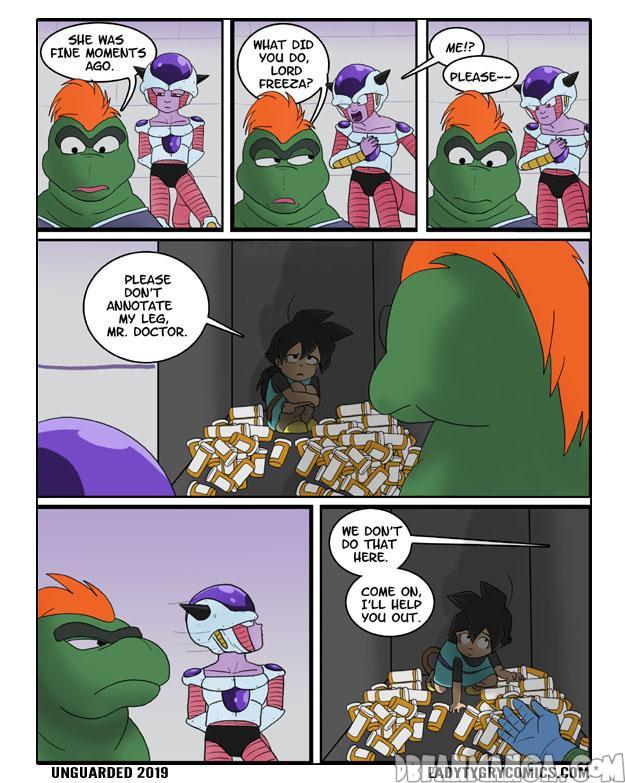 SHE WAS
FINE MOMENTS
AGO.
WHAT DID
YOU DO,
LORD
FREEZA?
ME!?
PLEASE--
PLEASE
DON'T
ANNOTATE
MY LEG,
MR. DOCTOR.
WE DON'T
DO THAT
HERE.
COME ON,
I'LL HELP
YOU OUT.
UNGUARDED 2019
LADYTYGRYCOMICS.COM
DBEANMANGA.COM